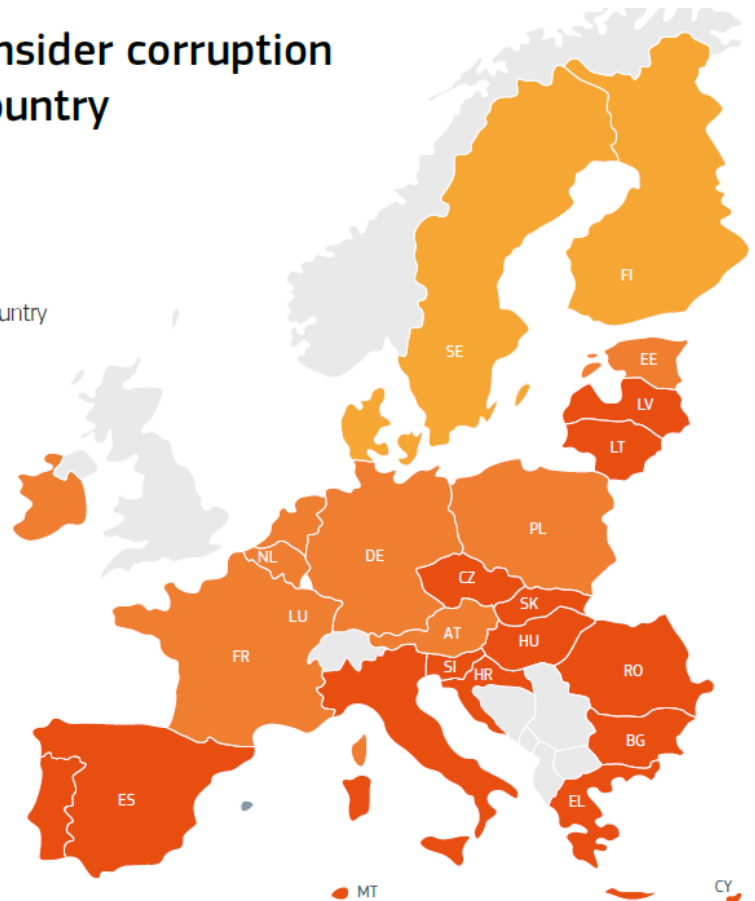 nsider corruption
ountry
untry
FI
SE
EE
LV
LT
PL
NL
DE
CZ
SK
LU
AT
HU
FR
SI
HR
RO
BG
ES
EL
MT
CY